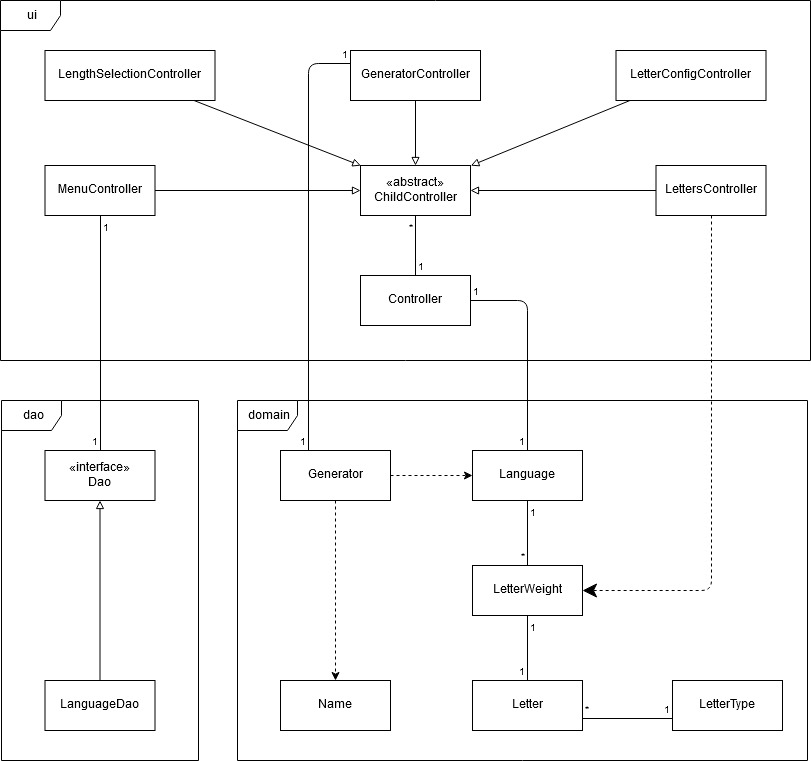 ui
LengthSelectionController
1
GeneratorController
LetterConfigController
MenuController
«abstract»
ChildController
LettersController
1
*
1
Controller
1
dao
domain
1
1
1
«interface»
Dao
Generator
Language
1
*
LetterWeight
1
1
LanguageDao
Name
Letter
*
1
LetterType